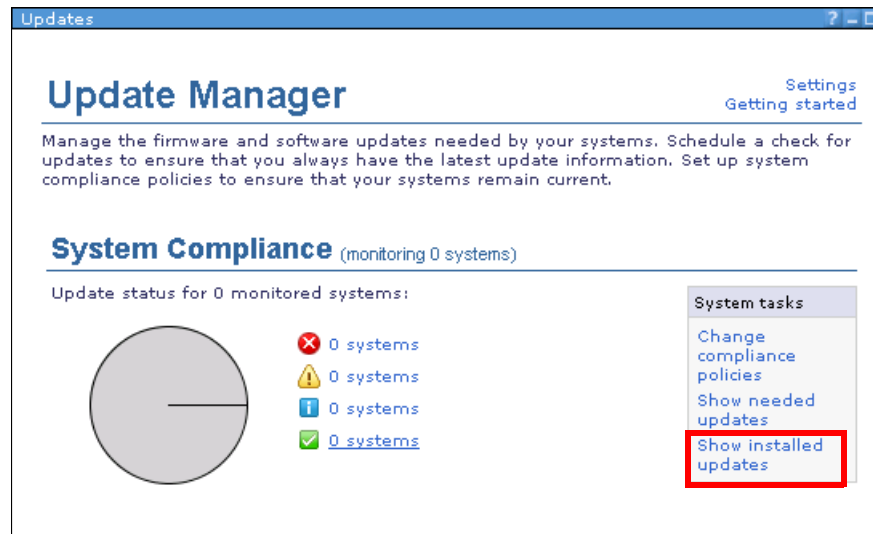 Updates
?
Update Manager
Settings
Getting started
Manage the firmware and software updates needed by your systems. Schedule a check for
updates to ensure that you always have the latest update information. Set up system
compliance policies to ensure that your systems remain current.
System Compliance (monitoring 0 systems)
Update status for 0 monitored systems:
0 systems
0 systems
0 systems
0 systems
System tasks
Change
compliance
policies
Show needed
updates
Show installed
updates